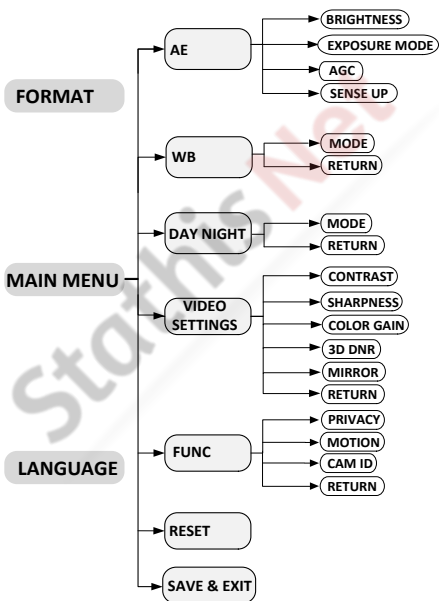 FORMAT
MAIN MENU
LANGUAGE
AE
BRIGHTNESS
EXPOSURE MODE
AGC
SENSE UP
WB
MODE
RETURN
DAY NIGHT
MODE
RETURN
VIDEO
SETTINGS
CONTRAST
SHARPNESS
COLOR GAIN
3D DNR
MIRROR
RETURN
FUNC
PRIVACY
MOTION
CAM ID
RETURN
RESET
SAVE & EXIT
StathisNet